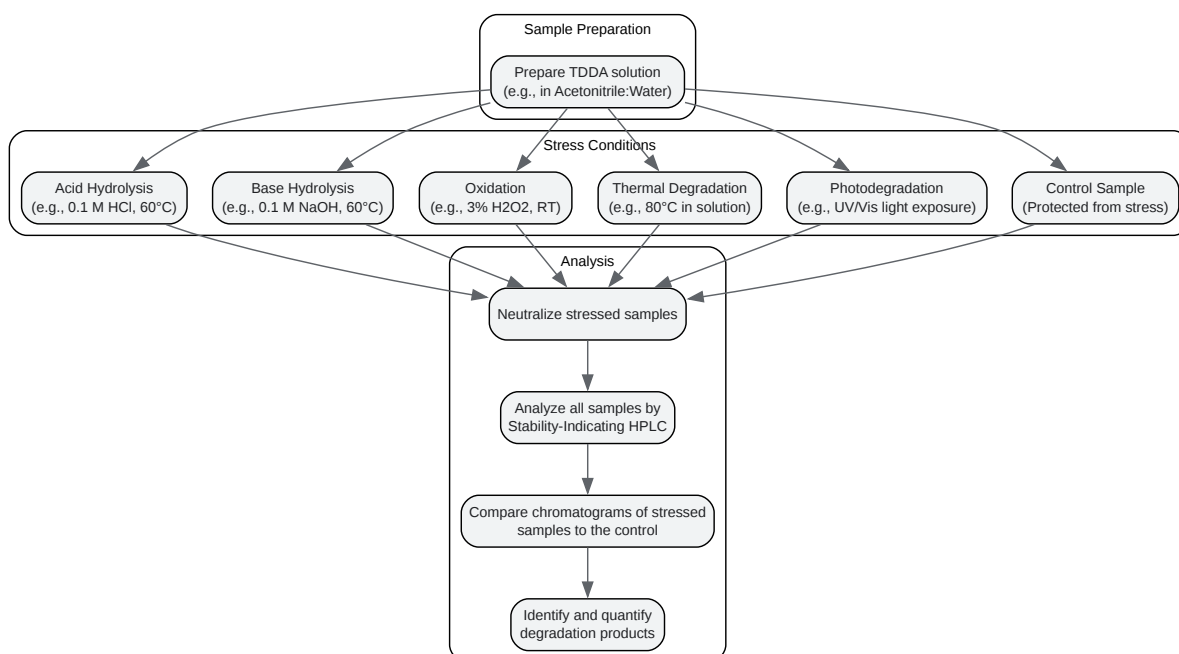 Sample Preparation
Prepare TDDA solution
(e.g., in Acetonitrile:Water)
Stress Conditions
Acid Hydrolysis
(e.g., 0.1 M HCl, 60°C)
Base Hydrolysis
(e.g., 0.1 M NaOH, 60°C)
Oxidation
(e.g., 3% H2O2, RT)
Thermal Degradation
(e.g., 80°C in solution)
Photodegradation
(e.g., UV/Vis light exposure)
Control Sample
(Protected from stress)
Analysis
Neutralize stressed samples
Analyze all samples by
Stability-Indicating HPLC
Compare chromatograms of stressed
samples to the control
Identify and quantify
degradation products